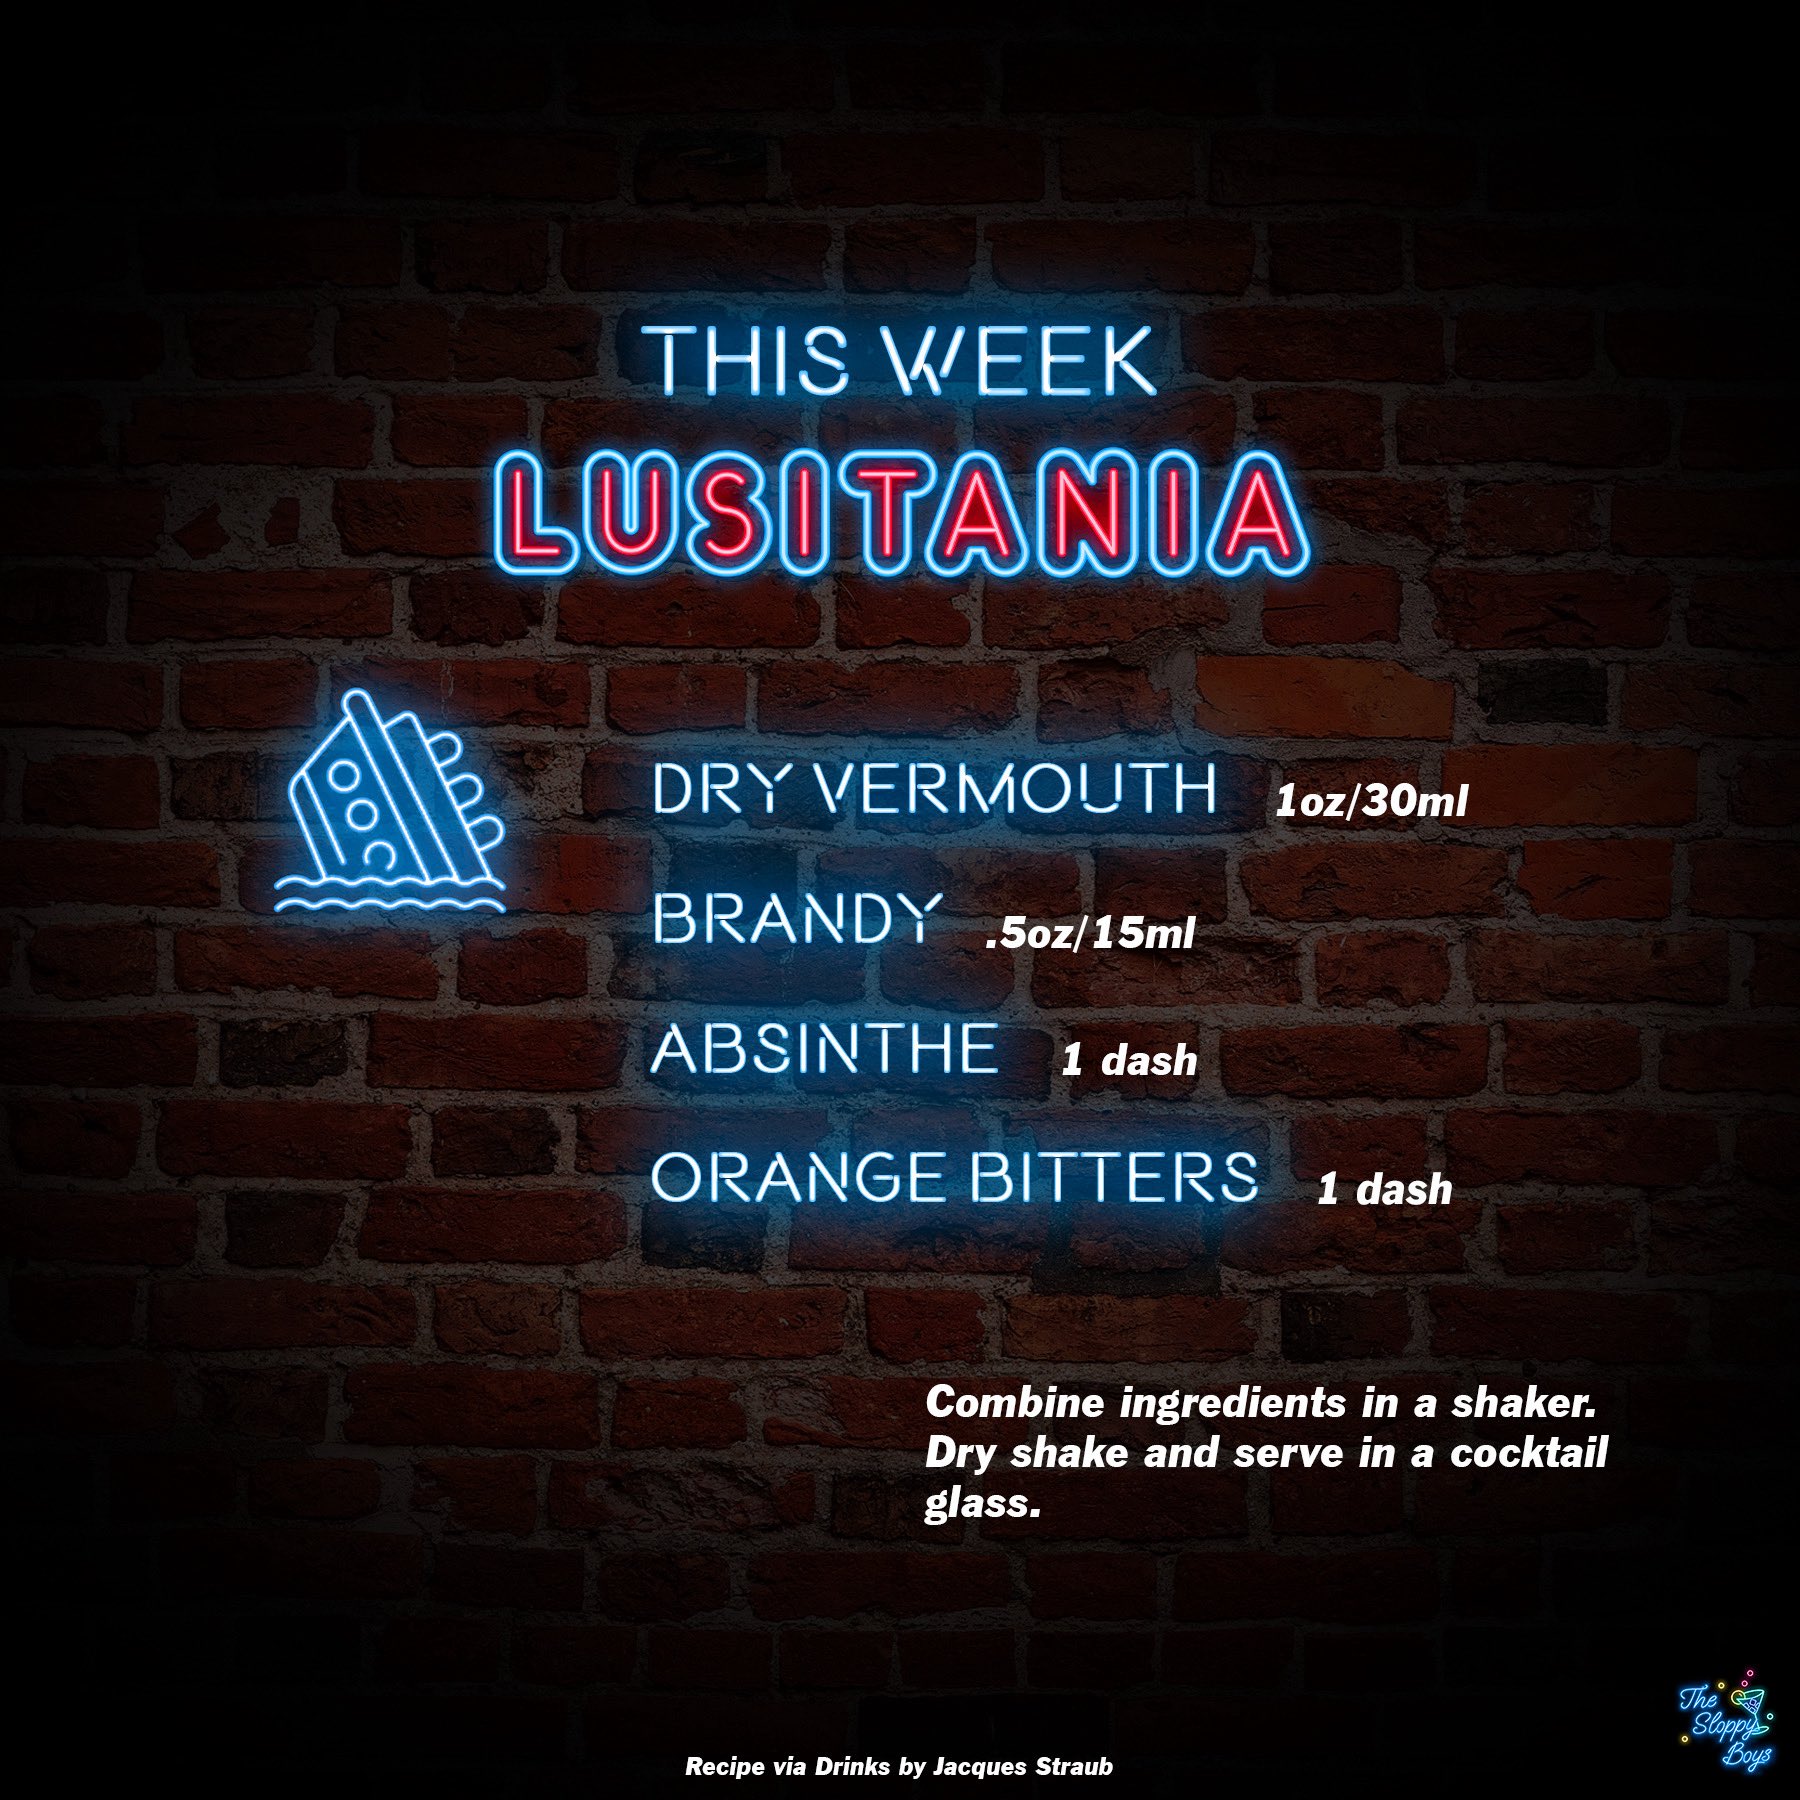 THIS WEEK
LUSITANIA
DRY VERMOUTH 1oz/30ml
BRANDY .5oz/15ml
ABSINTHE 1 dash
ORANGE BITTERS 1 dash
Combine ingredients in a shaker.
Dry shake and serve in a cocktail
glass.
The
Sloppy
Boys
Recipe via Drinks by Jacques Straub